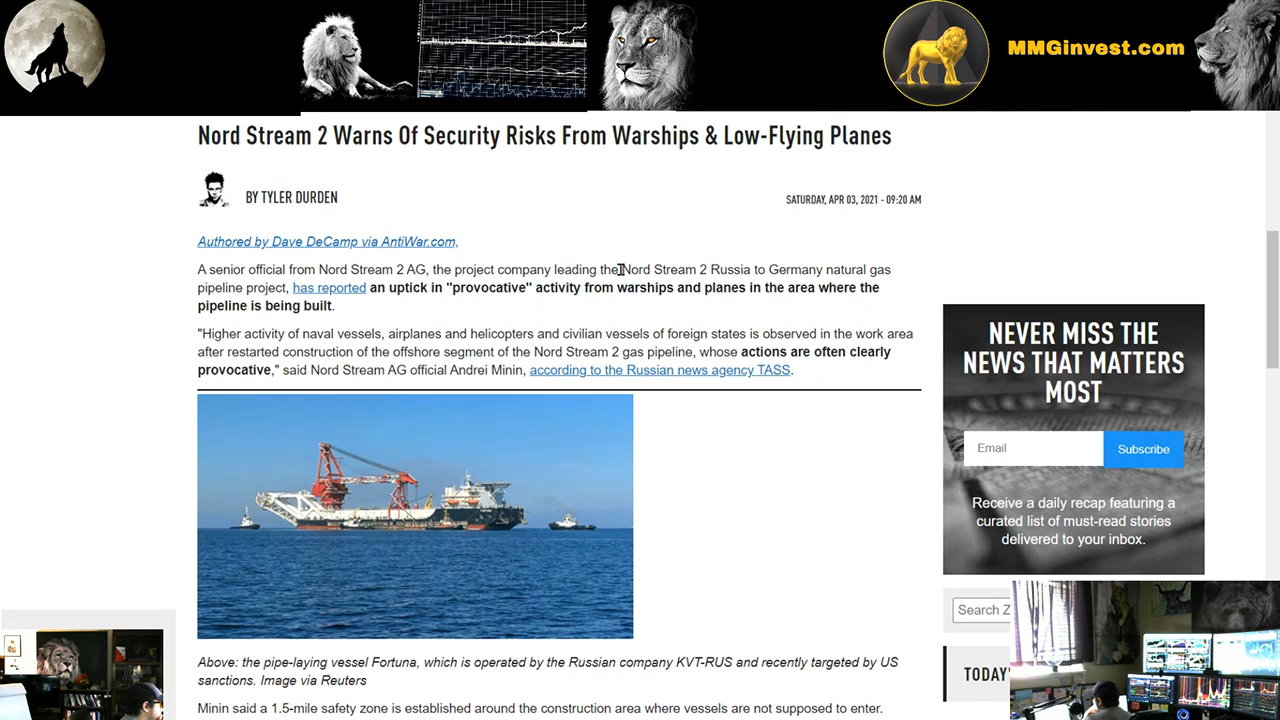 MMGinvest.com
Nord Stream 2 Warns Of Security Risks From Warships & Low-Flying Planes
BY TYLER DURDEN
SATURDAY, APR 03, 2021 - 09:20 AM
Authored by Dave DeCamp via AntiWar.com,
A senior official from Nord Stream 2 AG, the project company leading the Nord Stream 2 Russia to Germany natural gas
pipeline project, has reported an uptick in "provocative" activity from warships and planes in the area where the
pipeline is being built.
"Higher activity of naval vessels, airplanes and helicopters and civilian vessels of foreign states is observed in the work area
after restarted construction of the offshore segment of the Nord Stream 2 gas pipeline, whose actions are often clearly
provocative," said Nord Stream AG official Andrei Minin, according to the Russian news agency TASS.
Above: the pipe-laying vessel Fortuna, which is operated by the Russian company KVT-RUS and recently targeted by US
sanctions. Image via Reuters
Minin said a 1.5-mile safety zone is established around the construction area where vessels are not supposed to enter.
NEVER MISS THE
NEWS THAT MATTERS
MOST
Email
Subscribe
Receive a daily recap featuring a
curated list of must-read stories
delivered to your inbox.
Search Z
TODAY'